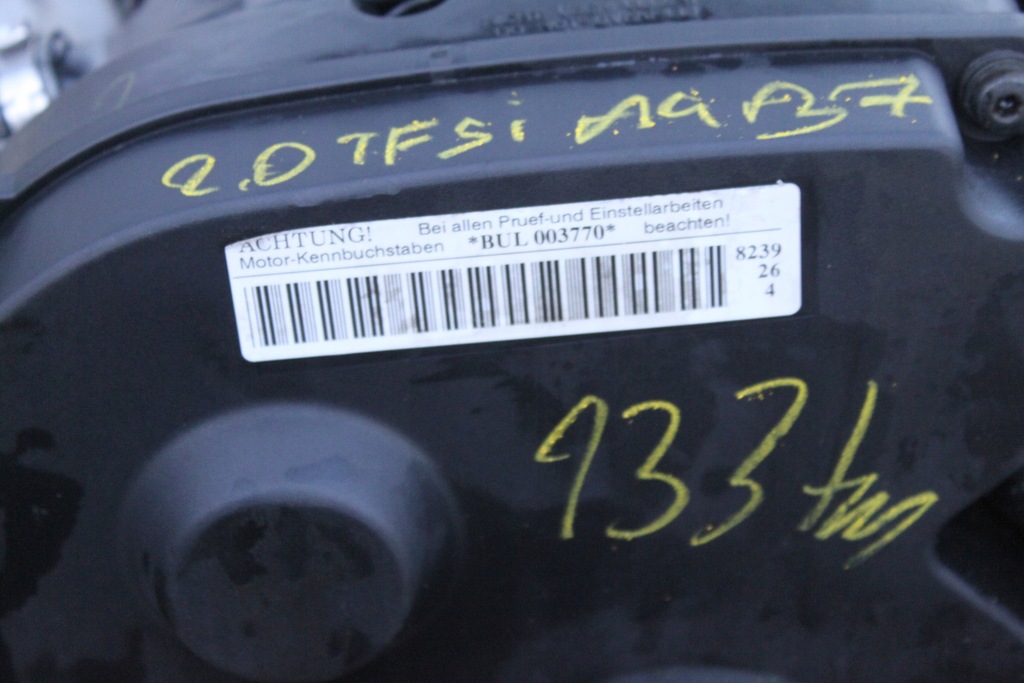 2.0 TFSi A4 B7
ACHTUNG! Bei allen Pruef-und Einstellarbeiten
Motor-Kennbuchstaben *BUL 003770* beachten!
8239
26
4
133 tys